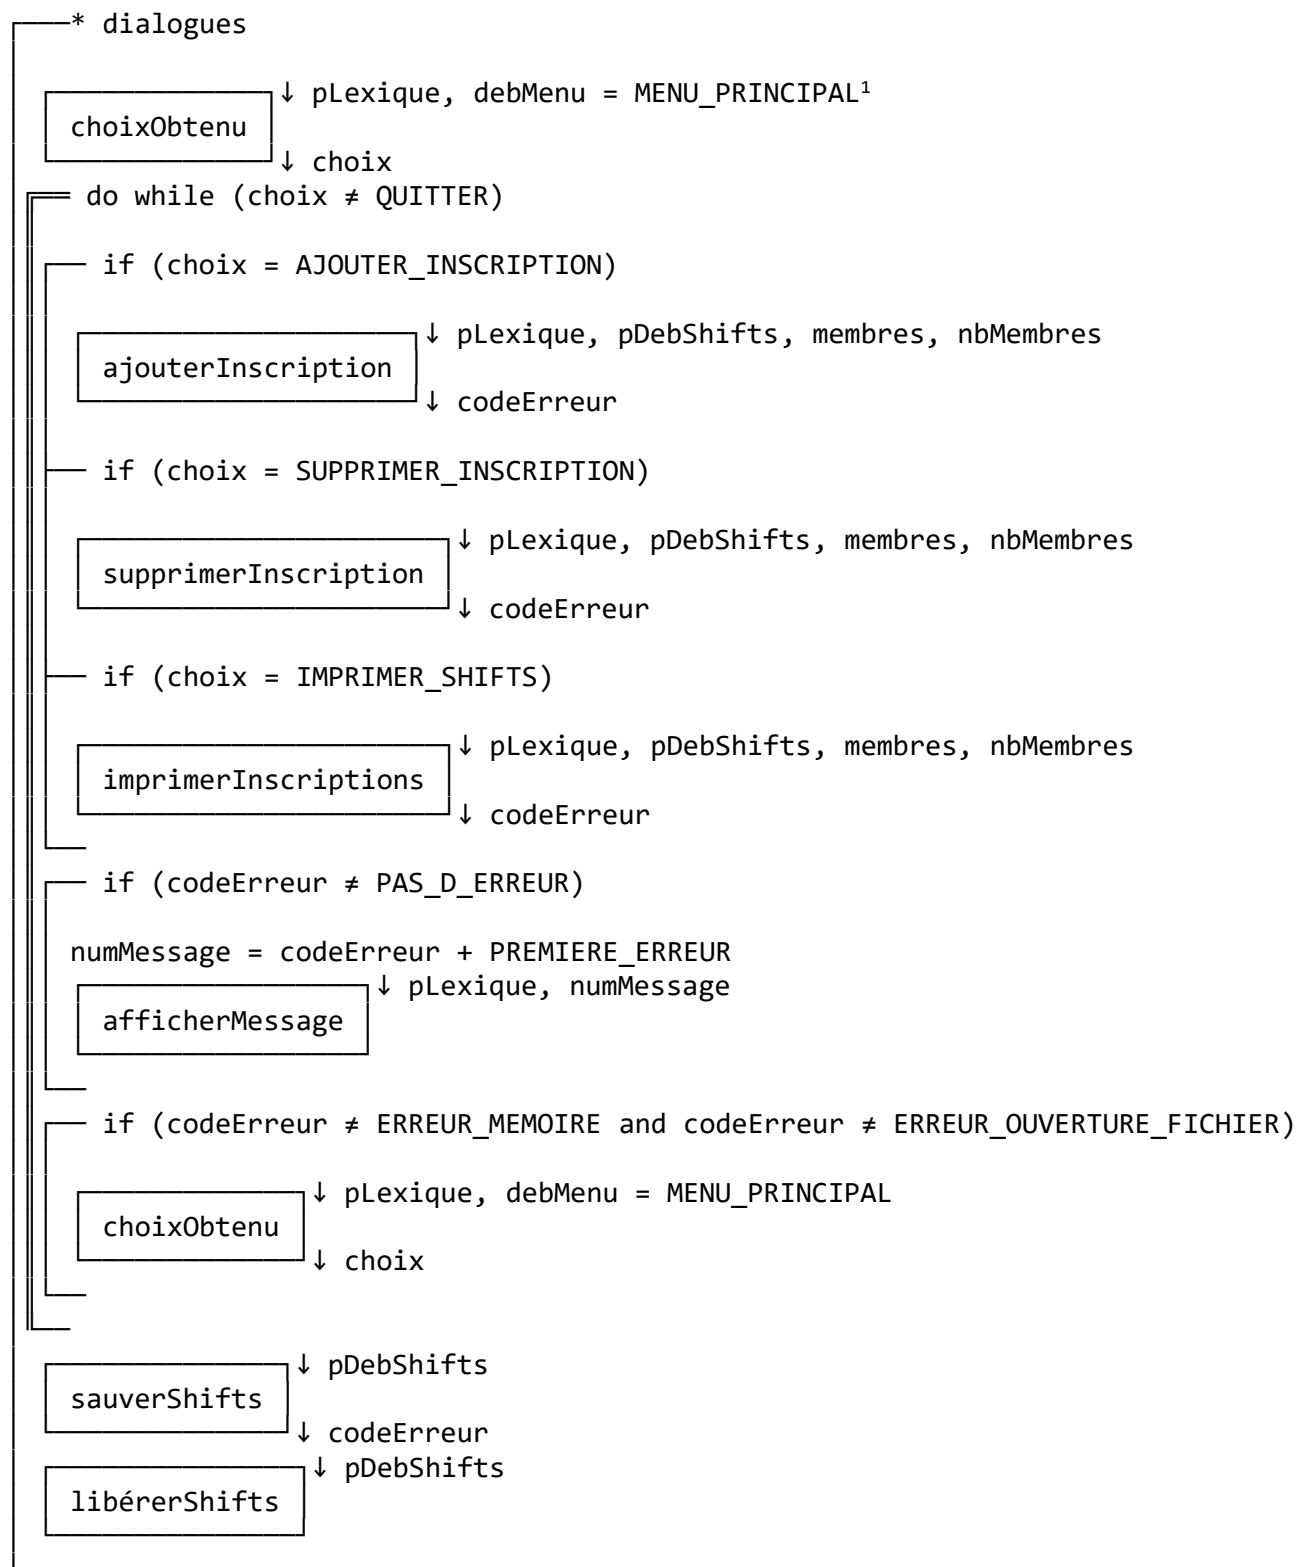 * dialogues
↓ pLexique, debMenu = MENU_PRINCIPAL¹
choixObtenu
↓ choix
do while (choix ≠ QUITTER)
if (choix = AJOUTER_INSCRIPTION)
↓ pLexique, pDebShifts, membres, nbMembres
ajouterInscription
↓ codeErreur
if (choix = SUPPRIMER_INSCRIPTION)
↓ pLexique, pDebShifts, membres, nbMembres
supprimerInscription
↓ codeErreur
if (choix = IMPRIMER_SHIFTS)
↓ pLexique, pDebShifts, membres, nbMembres
imprimerInscriptions
↓ codeErreur
if (codeErreur ≠ PAS_D_ERREUR)
numMessage = codeErreur + PREMIERE_ERREUR
↓ pLexique, numMessage
afficherMessage
if (codeErreur ≠ ERREUR_MEMOIRE and codeErreur ≠ ERREUR_OUVERTURE_FICHIER)
↓ pLexique, debMenu = MENU_PRINCIPAL
choixObtenu
↓ choix
↓ pDebShifts
sauverShifts
↓ codeErreur
↓ pDebShifts
libérerShifts